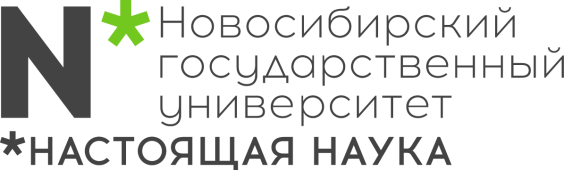 N*Новосибирский
государственный
университет
*НАСТОЯЩАЯ НАУКА